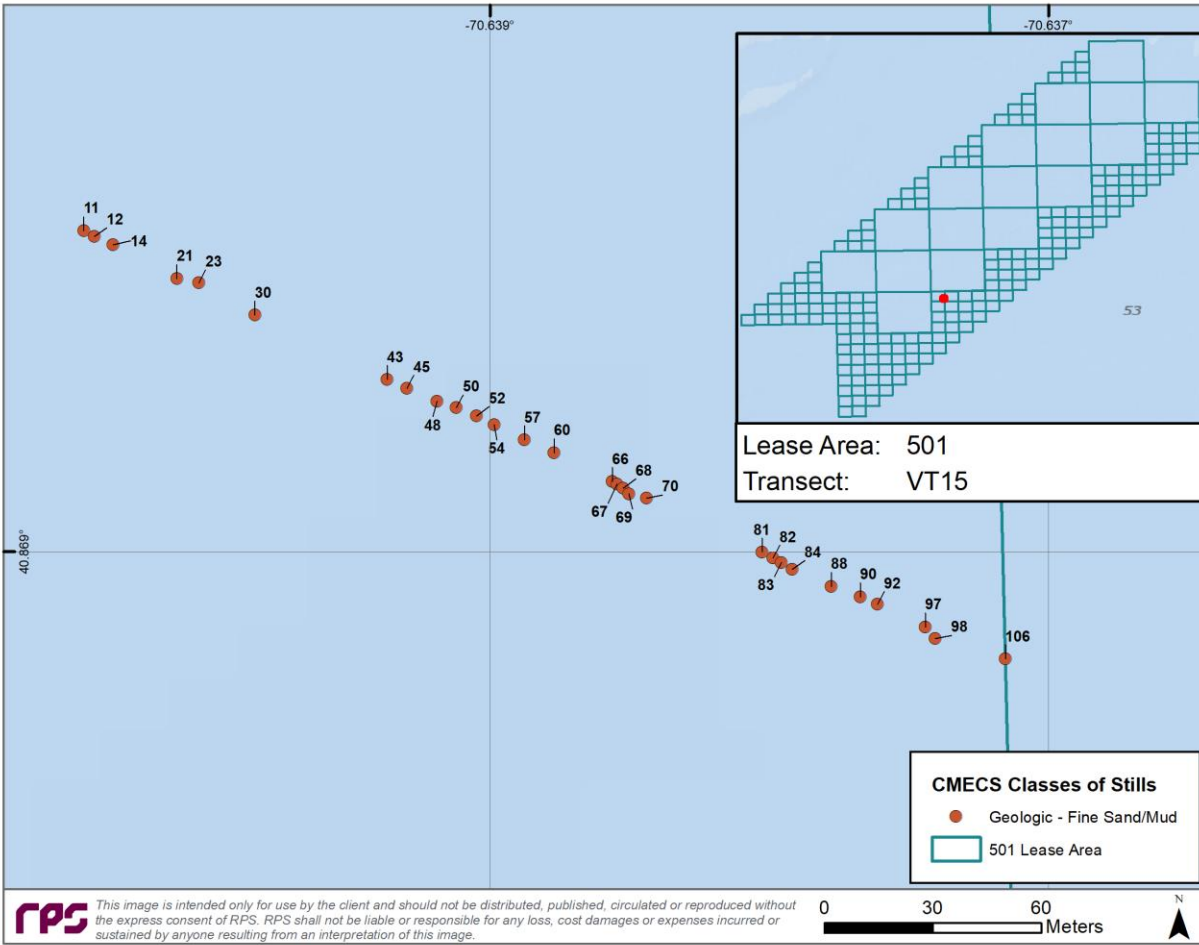 -70.639°
-70.637°
53
Lease Area: 501
Transect: VT15
11
12
14
21
23
30
43
45
48
50
52
54
57
60
66
67
68
69
70
40.869°
81
82
83
84
88
90
92
97
98
106
CMECS Classes of Stills
Geologic - Fine Sand/Mud
501 Lease Area
rps
This image is intended only for use by the client and should not be distributed, published, circulated or reproduced without
the express consent of RPS. RPS shall not be liable or responsible for any loss, cost damages or expenses incurred or
sustained by anyone resulting from an interpretation of this image.
0 30 60
Meters
N